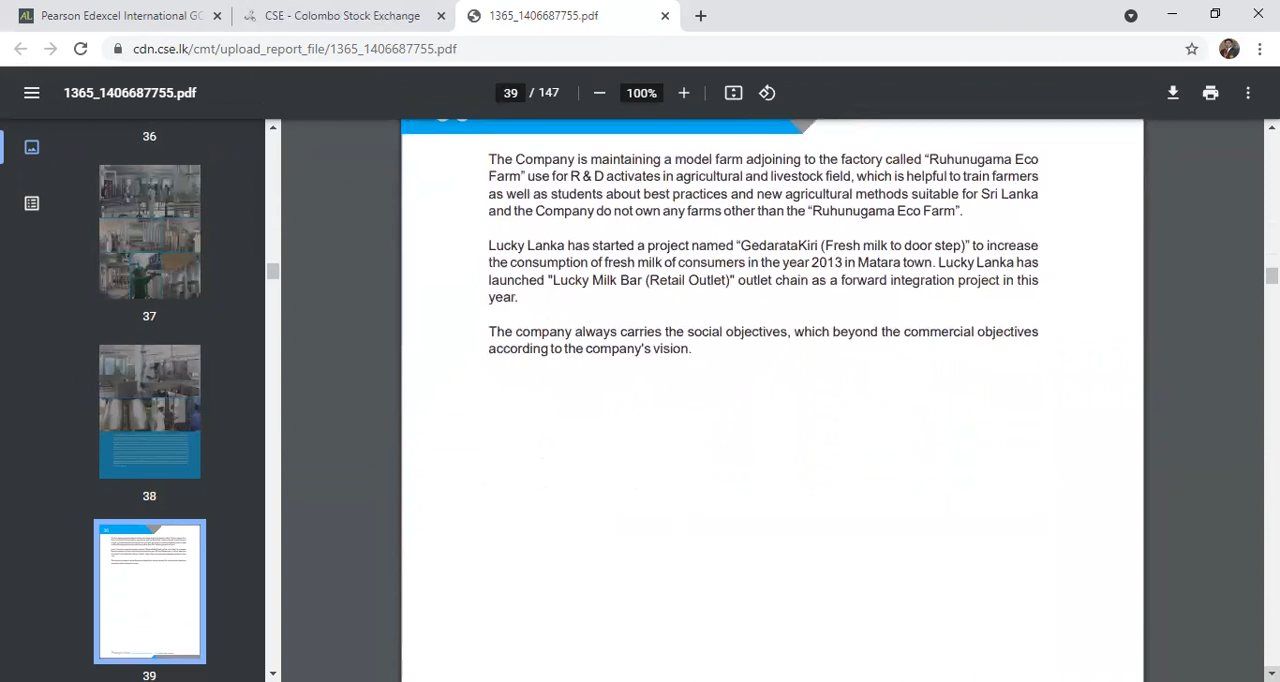 Pearson Edexcel International GC
CSE - Colombo Stock Exchange
1365_1406687755.pdf
cdn.cse.lk/cmt/upload_report_file/1365_1406687755.pdf
1365_1406687755.pdf
39 / 147
100%
36
37
38
39
The Company is maintaining a model farm adjoining to the factory called “Ruhunugama Eco
Farm” use for R & D activates in agricultural and livestock field, which is helpful to train farmers
as well as students about best practices and new agricultural methods suitable for Sri Lanka
and the Company do not own any farms other than the “Ruhunugama Eco Farm”.
Lucky Lanka has started a project named “GedarataKiri (Fresh milk to door step)” to increase
the consumption of fresh milk of consumers in the year 2013 in Matara town. Lucky Lanka has
launched "Lucky Milk Bar (Retail Outlet)" outlet chain as a forward integration project in this
year.
The company always carries the social objectives, which beyond the commercial objectives
according to the company's vision.